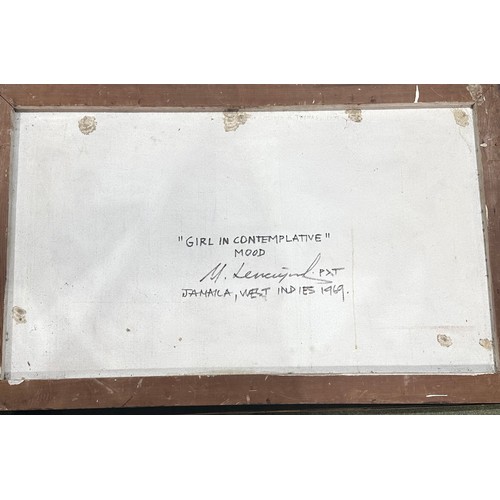 "GIRL IN CONTEMPLATIVE"
MOOD
M. PXT
JAMAICA, WEST INDIES 1969.